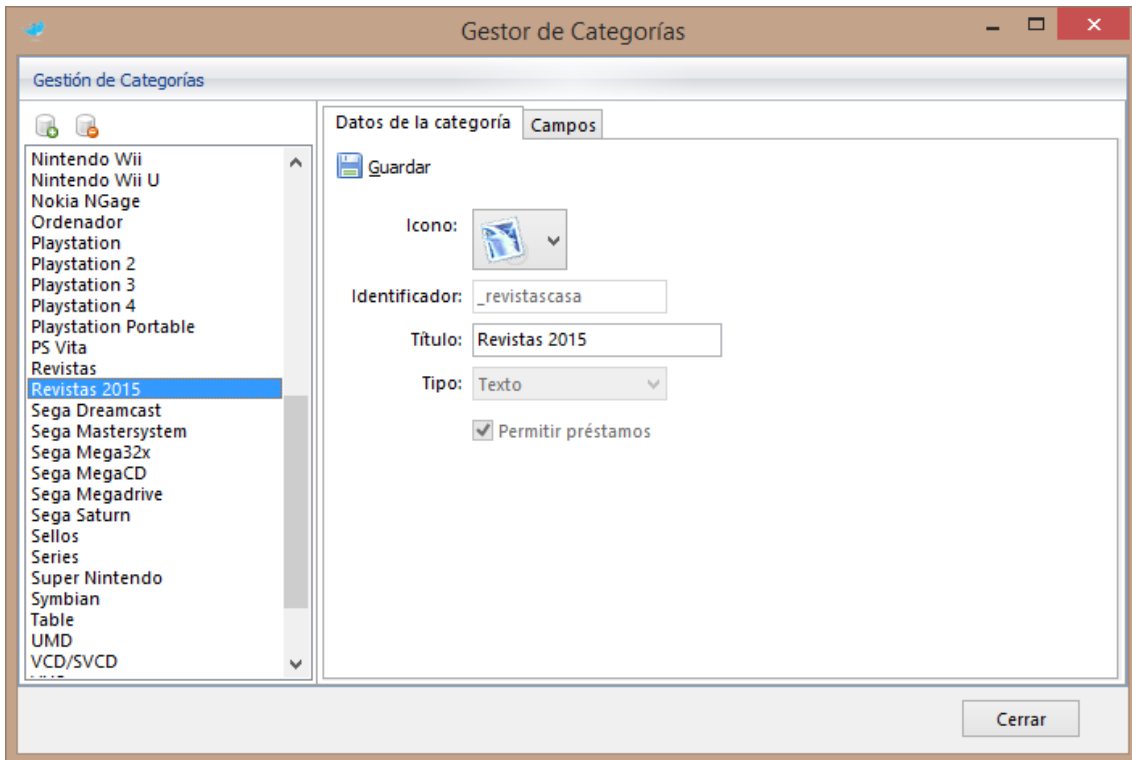 Gestor de Categorías
Gestión de Categorías
Nintendo Wii
Nintendo Wii U
Nokia NGage
Ordenador
Playstation
Playstation 2
Playstation 3
Playstation 4
Playstation Portable
PS Vita
Revistas
Revistas 2015
Sega Dreamcast
Sega Mastersystem
Sega Mega32x
Sega MegaCD
Sega Megadrive
Sega Saturn
Sellos
Series
Super Nintendo
Symbian
Table
UMD
VCD/SVCD
Datos de la categoría Campos
Guardar
Icono:
Identificador: _revistascasa
Título: Revistas 2015
Tipo: Texto
Permitir préstamos
Cerrar